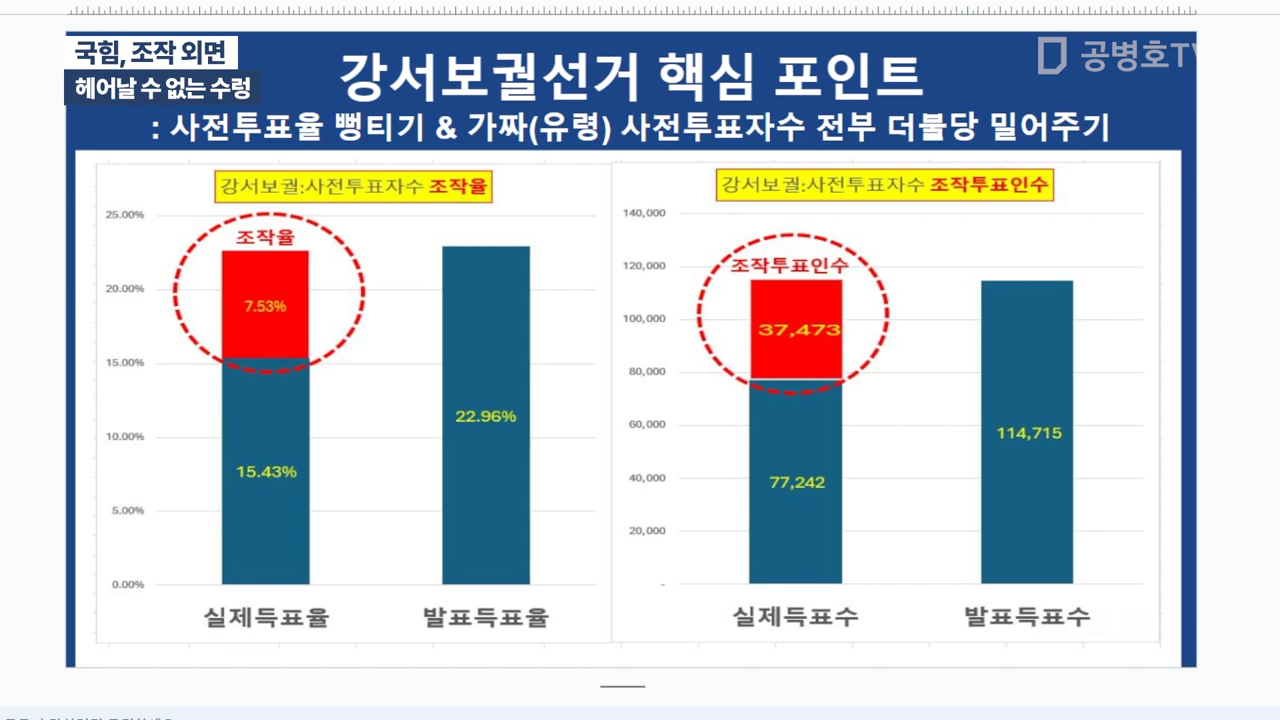 국힘, 조작 외면
헤어날 수 없는 수렁
강서보궐선거 핵심 포인트
공병호TV
: 사전투표율 뻥티기 & 가짜(유령) 사전투표자수 전부 더불당 밀어주기
강서보궐:사전투표자수 조작율
25.00%
20.00%
15.00%
10.00%
5.00%
0.00%
조작율
7.53%
15.43%
22.96%
실제득표율
발표득표율
강서보궐:사전투표자수 조작투표인수
140,000
120,000
100,000
80,000
60,000
40,000
20,000
-
조작투표인수
37,473
77,242
114,715
실제득표수
발표득표수